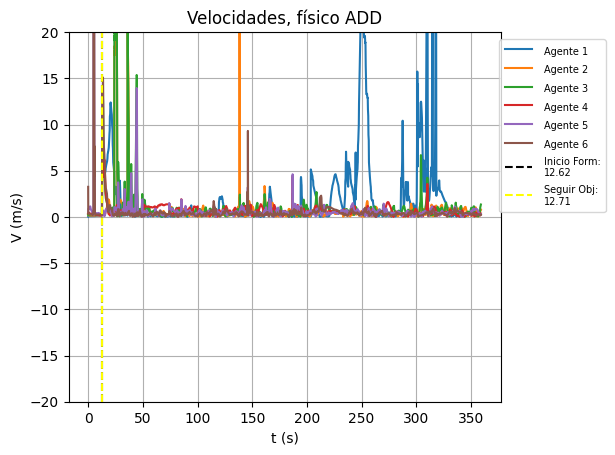 Velocidades, físico ADD
20
15
10
5
0
−5
−10
−15
−20
V (m/s)
0
50
100
150
200
250
300
350
t (s)
Agente 1
Agente 2
Agente 3
Agente 4
Agente 5
Agente 6
Inicio Form:
12.62
Seguir Obj:
12.71